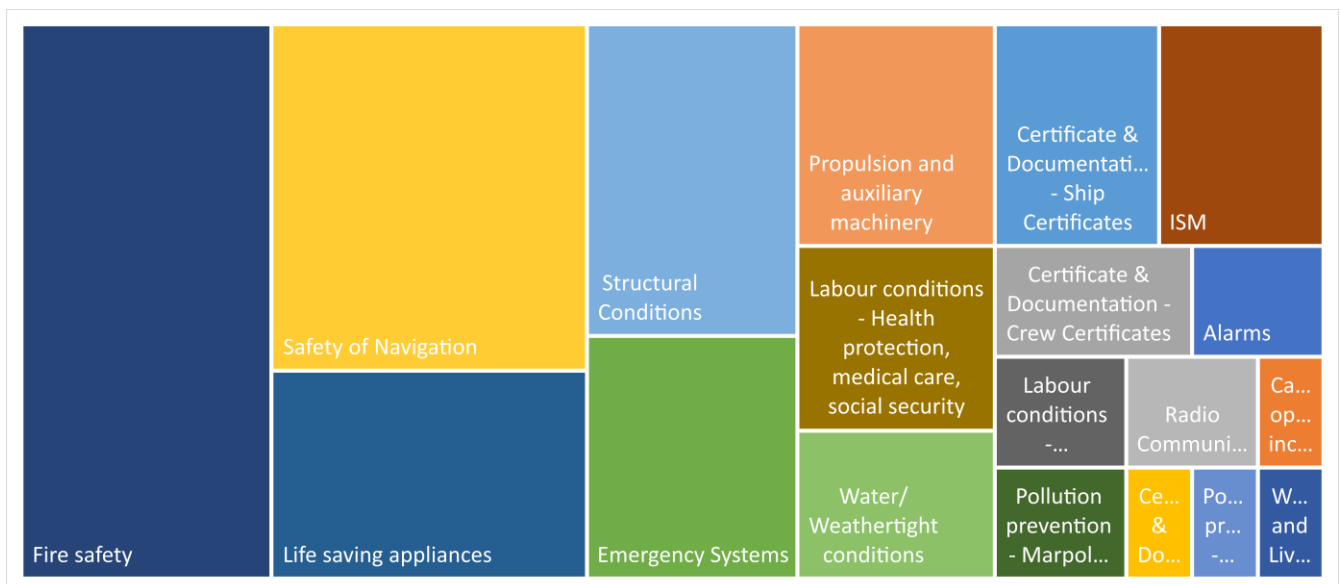 Fire safety
Safety of Navigation
Life saving appliances
Structural
Conditions
Emergency Systems
Propulsion and
auxiliary
machinery
Labour conditions
- Health
protection,
medical care,
social security
Water/
Weathertight
conditions
Certificate &
Documentati...
- Ship
Certificates
ISM
Certificate &
Documentation -
Crew Certificates
Alarms
Labour
conditions
-...
Radio
Communi...
Ca...
op...
inc...
Pollution
prevention
- Marpol...
Ce...
&
Do...
Po...
pr...
-...
W...
and
Liv...